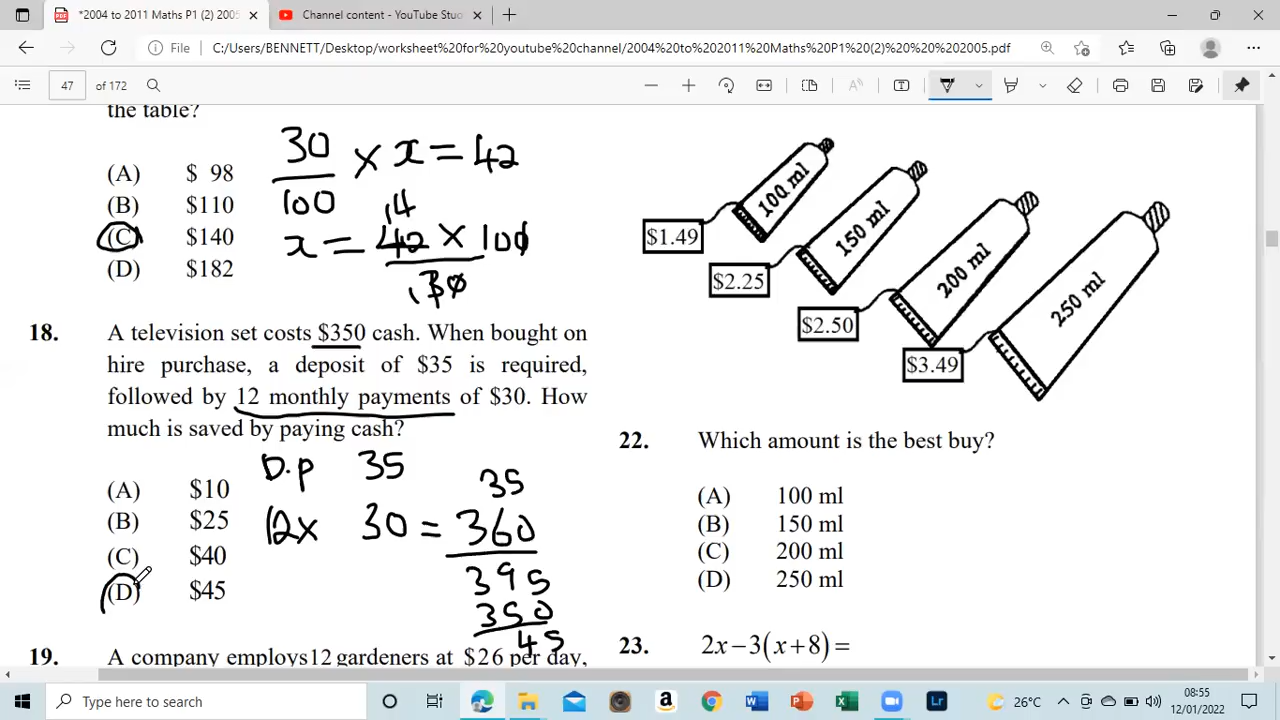 *2004 to 2011 Maths P1 (2) 2005
Channel content - YouTube Studi
File
C:/Users/BENNETT/Desktop/worksheet%20for%20youtube%20channel/2004%20to%202011%20Maths%20P1%20(2)%20%20%202005.pdf
47 of 172
the table?
(A) $ 98
(B) $110
(C) $140
(D) $182
30
100
× x = 42
14
x = 42 × 100
1 30
18. A television set costs $350 cash. When bought on
hire purchase, a deposit of $35 is required,
followed by 12 monthly payments of $30. How
much is saved by paying cash?
(A) $10
(B) $25
(C) $40
(D) $45
D.P 35
12x 30 = 360
35
395
350
45
19. A company employs 12 gardeners at $26 per day,
100 ml
150 ml
200 ml
250 ml
$1.49
$2.25
$2.50
$3.49
22. Which amount is the best buy?
(A) 100 ml
(B) 150 ml
(C) 200 ml
(D) 250 ml
23. 2x−3(x+8)=
Type here to search
26°C
08:55
12/01/2022